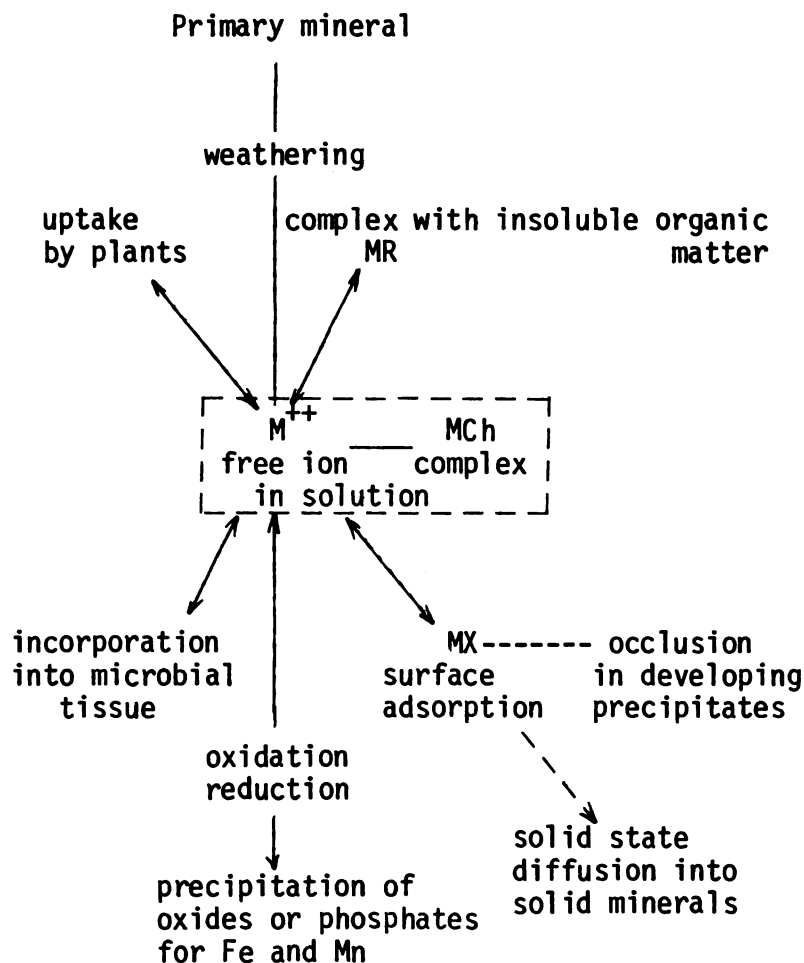 Primary mineral
weathering
uptake
by plants
complex with insoluble organic
MR matter
M++ MCh
free ion complex
in solution
incorporation
into microbial
tissue
MX------- occlusion
surface in developing
adsorption precipitates
oxidation
reduction
solid state
diffusion into
solid minerals
precipitation of
oxides or phosphates
for Fe and Mn